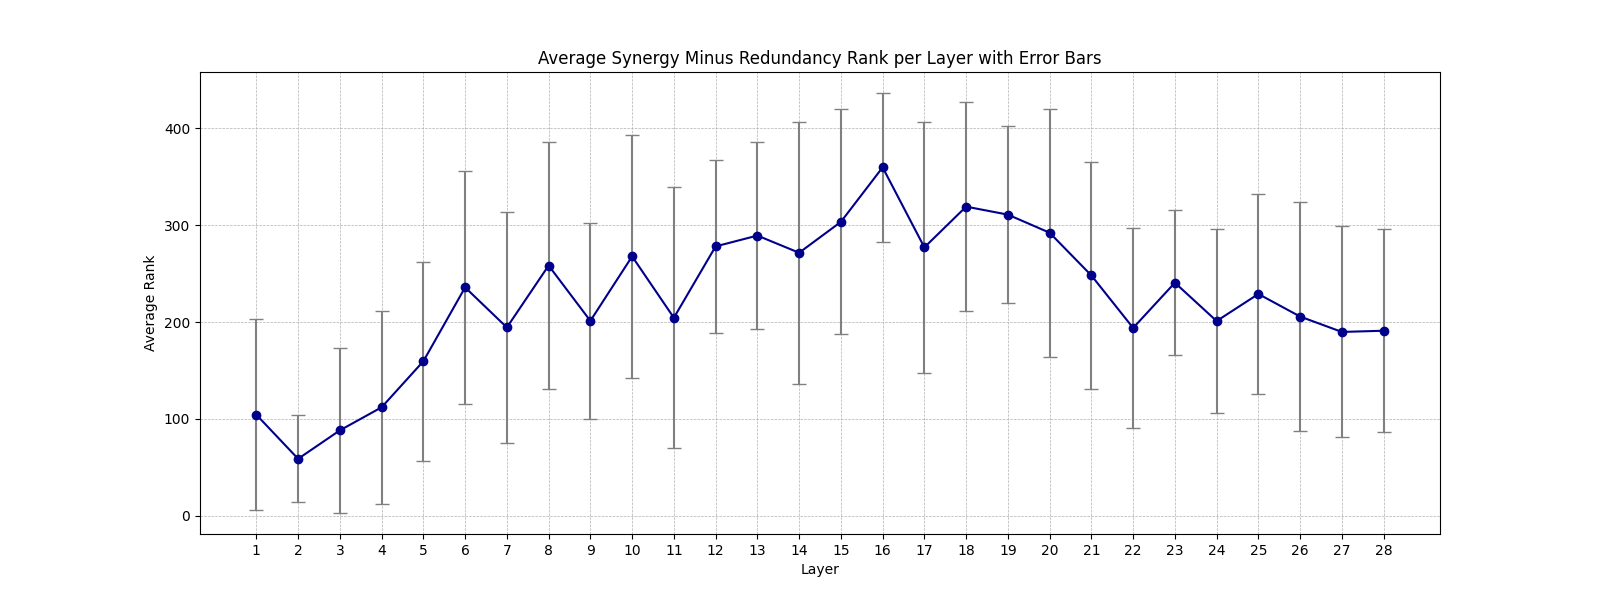 Average Synergy Minus Redundancy Rank per Layer with Error Bars
Average Rank
400
300
200
100
0
1 2 3 4 5 6 7 8 9 10 11 12 13 14 15 16 17 18 19 20 21 22 23 24 25 26 27 28
Layer